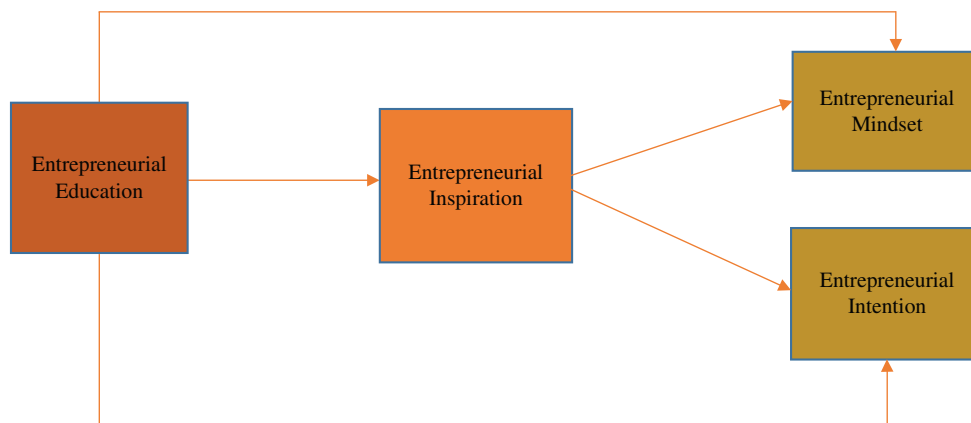 Entrepreneurial
Education
Entrepreneurial
Inspiration
Entrepreneurial
Mindset
Entrepreneurial
Intention